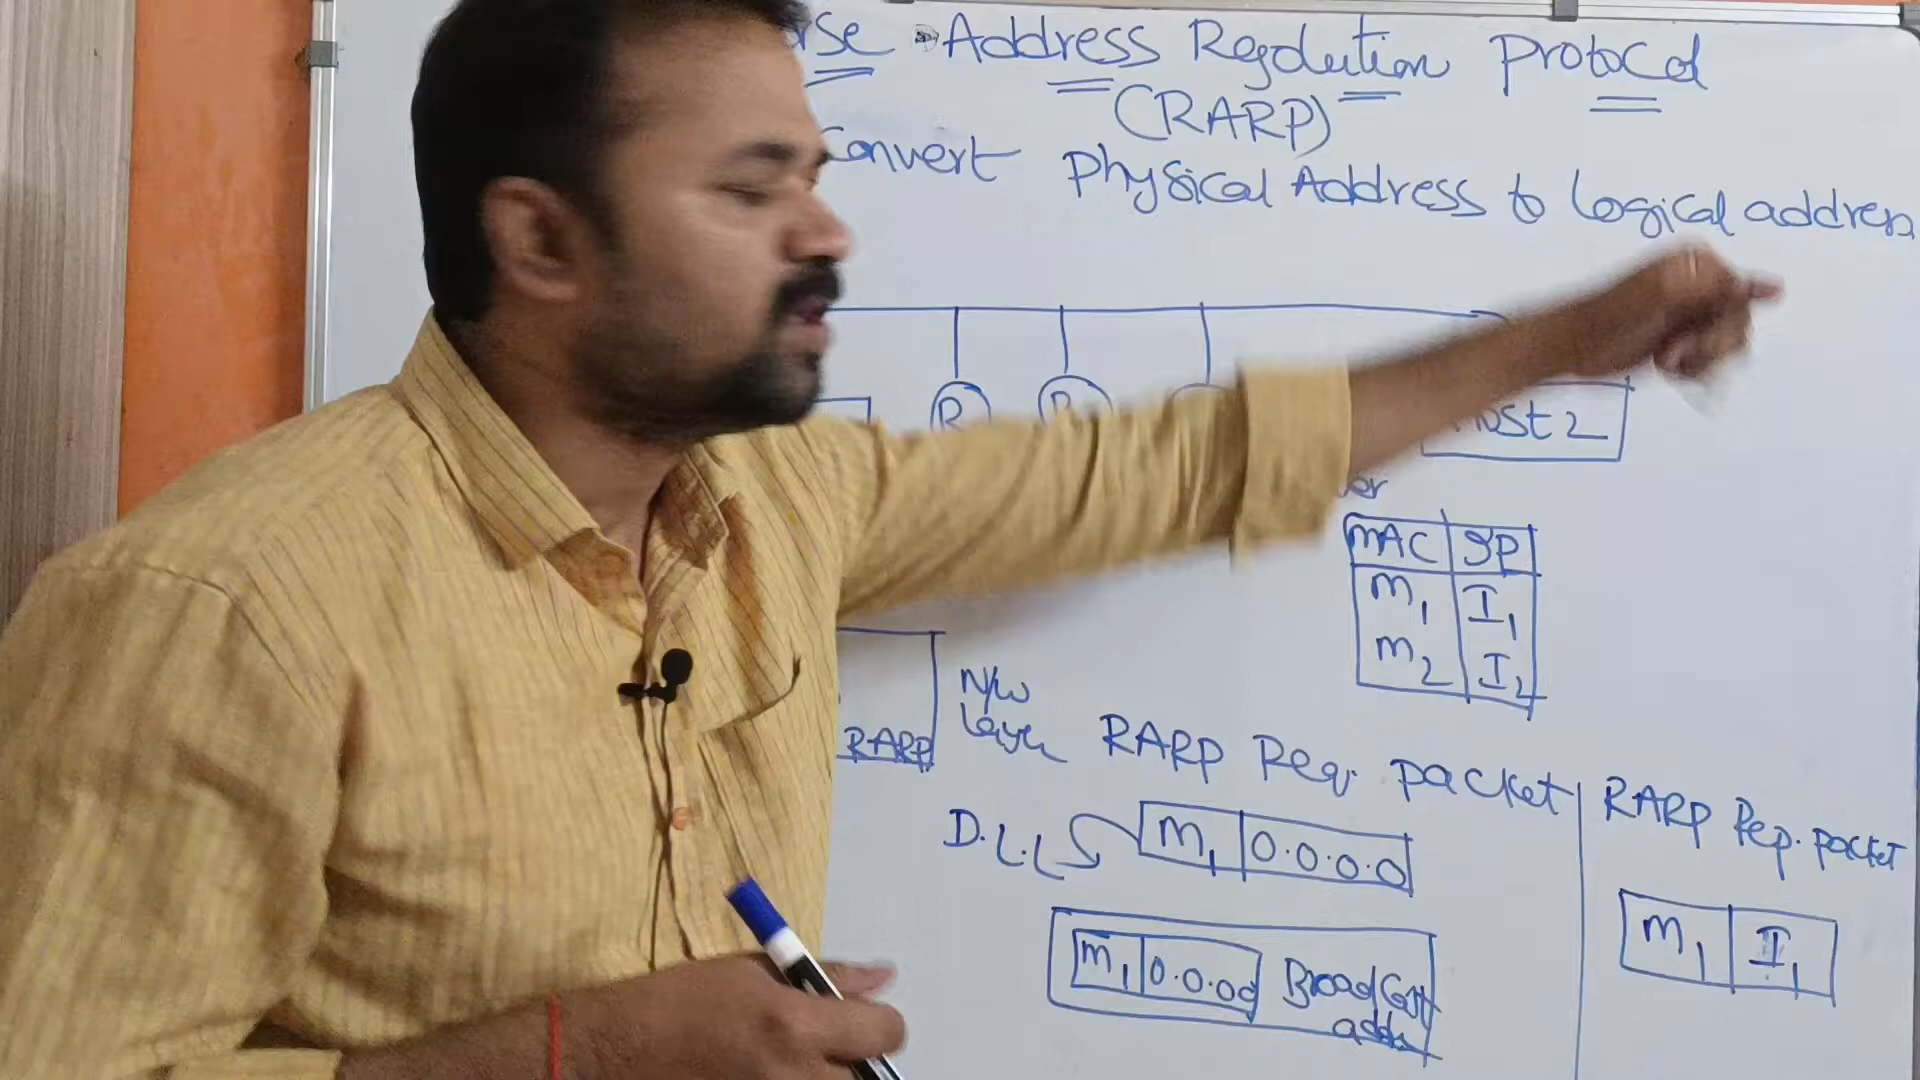 rse Address Resolution Protocol
(RARP)
Convert Physical Address to Logical address
R R
Host 2
MAC IP
M1 I1
M2 I2
N/W
Layer
RARP
RARP Req. packet
RARP Rep. packet
D.L.L
M1 0.0.0.0
M1 I1
M1 0.0.0.0 Broadcast
addr